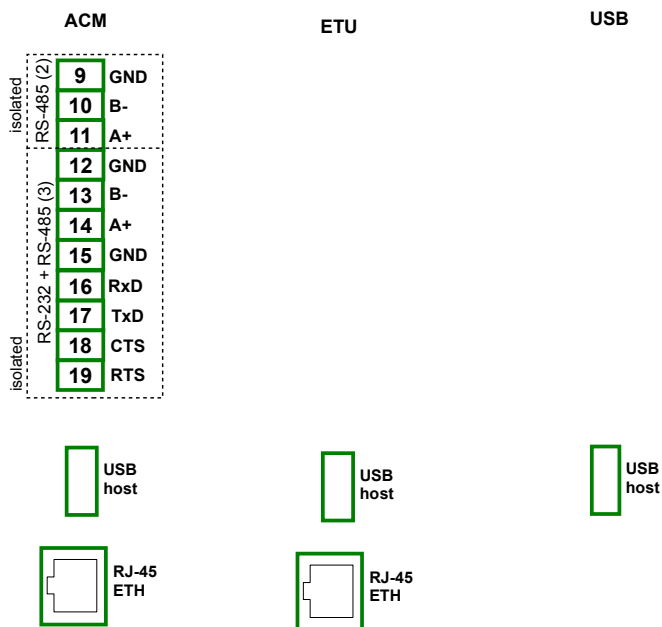 ACM
ETU
USB
isolated
RS-485 (2)
9 GND
10 B-
11 A+
isolated
RS-232 + RS-485 (3)
12 GND
13 B-
14 A+
15 GND
16 RxD
17 TxD
18 CTS
19 RTS
USB
host
USB
host
USB
host
RJ-45
ETH
RJ-45
ETH